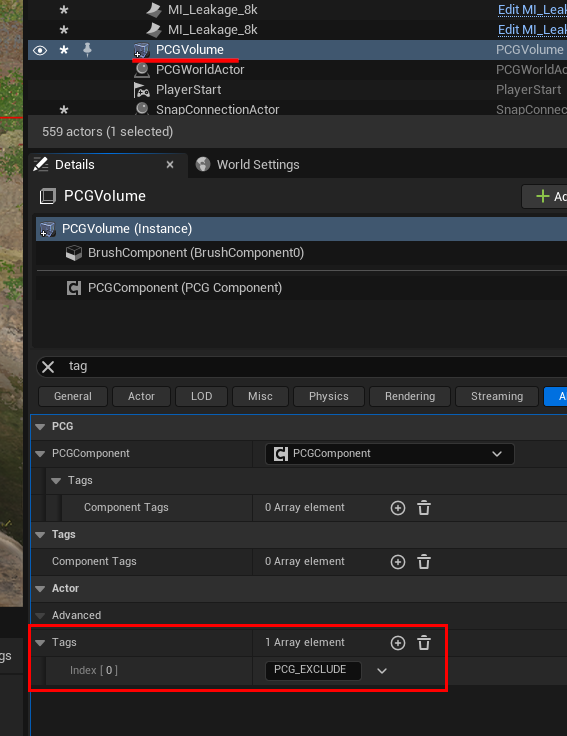 MI_Leakage_8k Edit MI_Leak
MI_Leakage_8k Edit MI_Leak
PCGVolume PCGVolume
PCGWorldActor PCGWorldAc
PlayerStart PlayerStart
SnapConnectionActor SnapConnec
559 actors (1 selected)
Details World Settings
PCGVolume Ad
PCGVolume (Instance)
BrushComponent (BrushComponent0)
PCGComponent (PCG Component)
tag
General Actor LOD Misc Physics Rendering Streaming Al
PCG
PCGComponent PCGComponent
Tags
Component Tags 0 Array element
Tags
Component Tags 0 Array element
Actor
Advanced
gs
Tags 1 Array element
Index [ 0 ] PCG_EXCLUDE